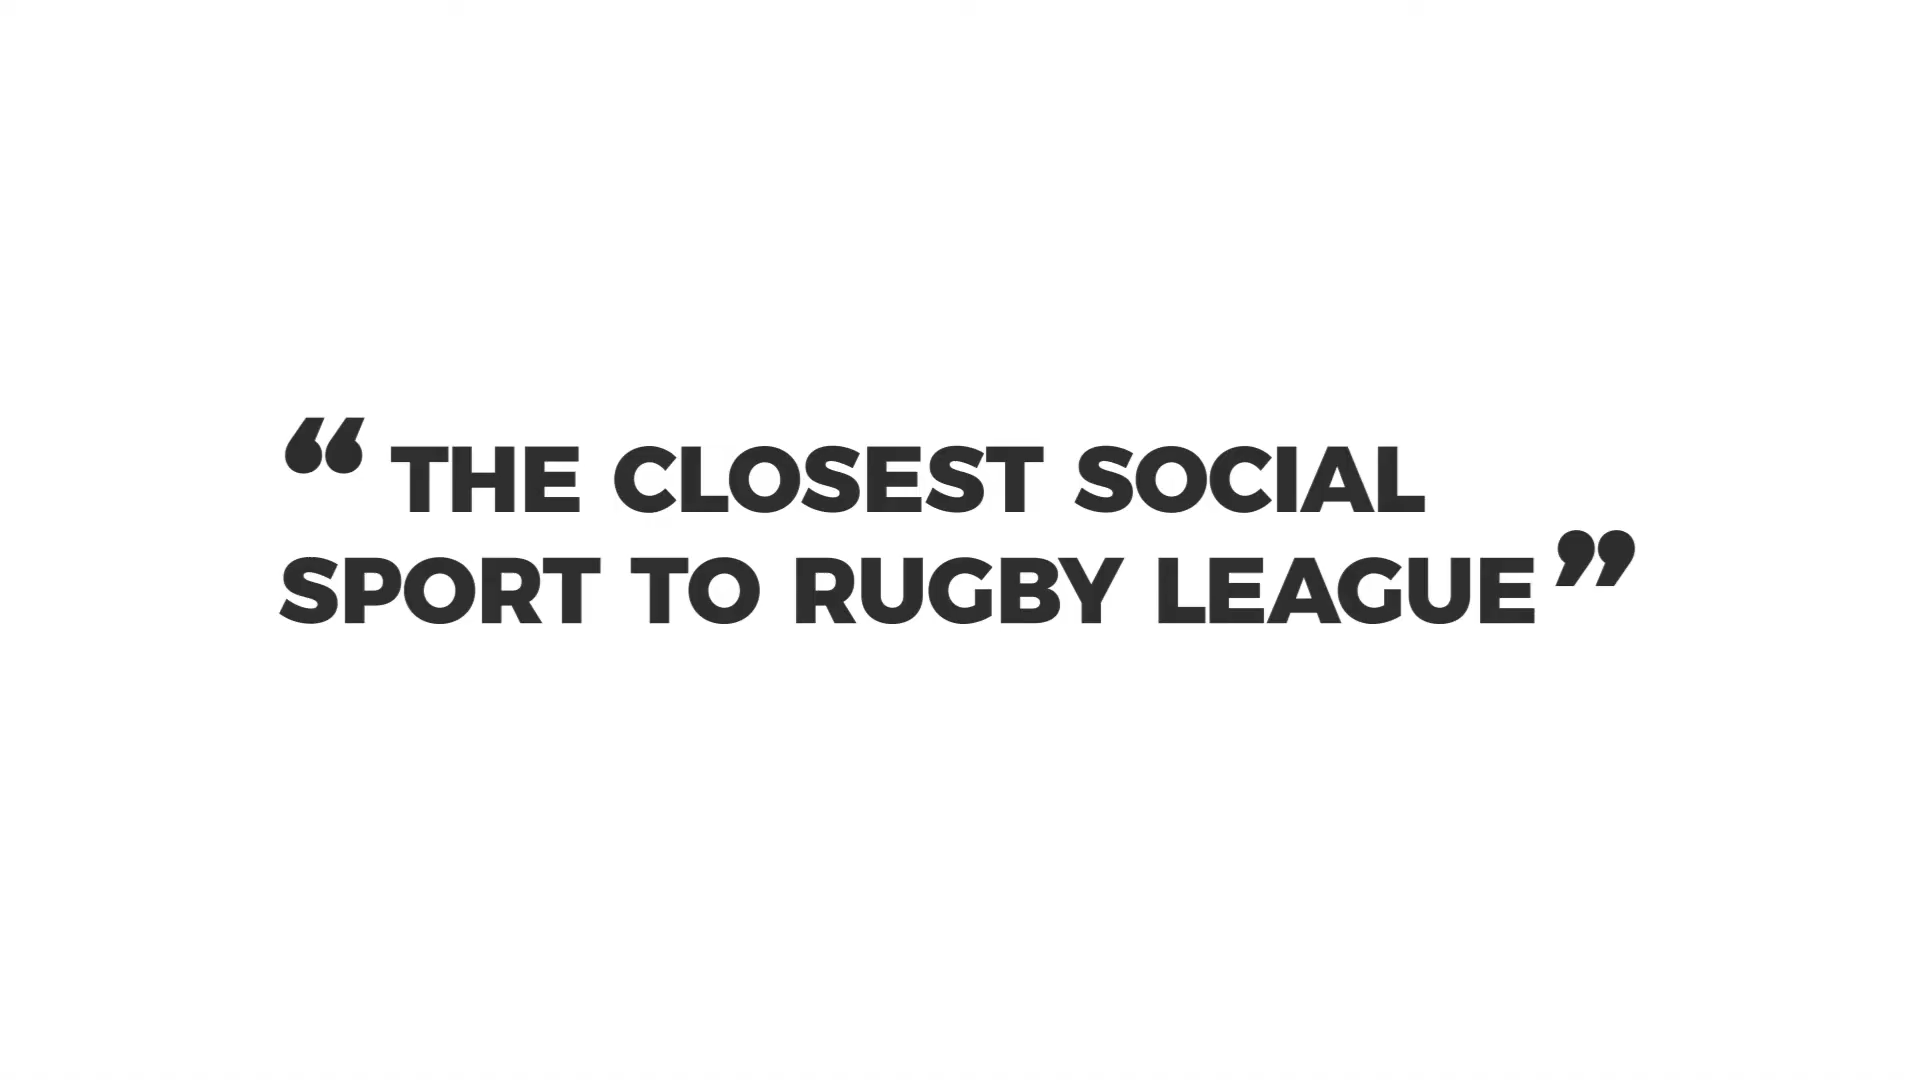 “ THE CLOSEST SOCIAL
SPORT TO RUGBY LEAGUE ”